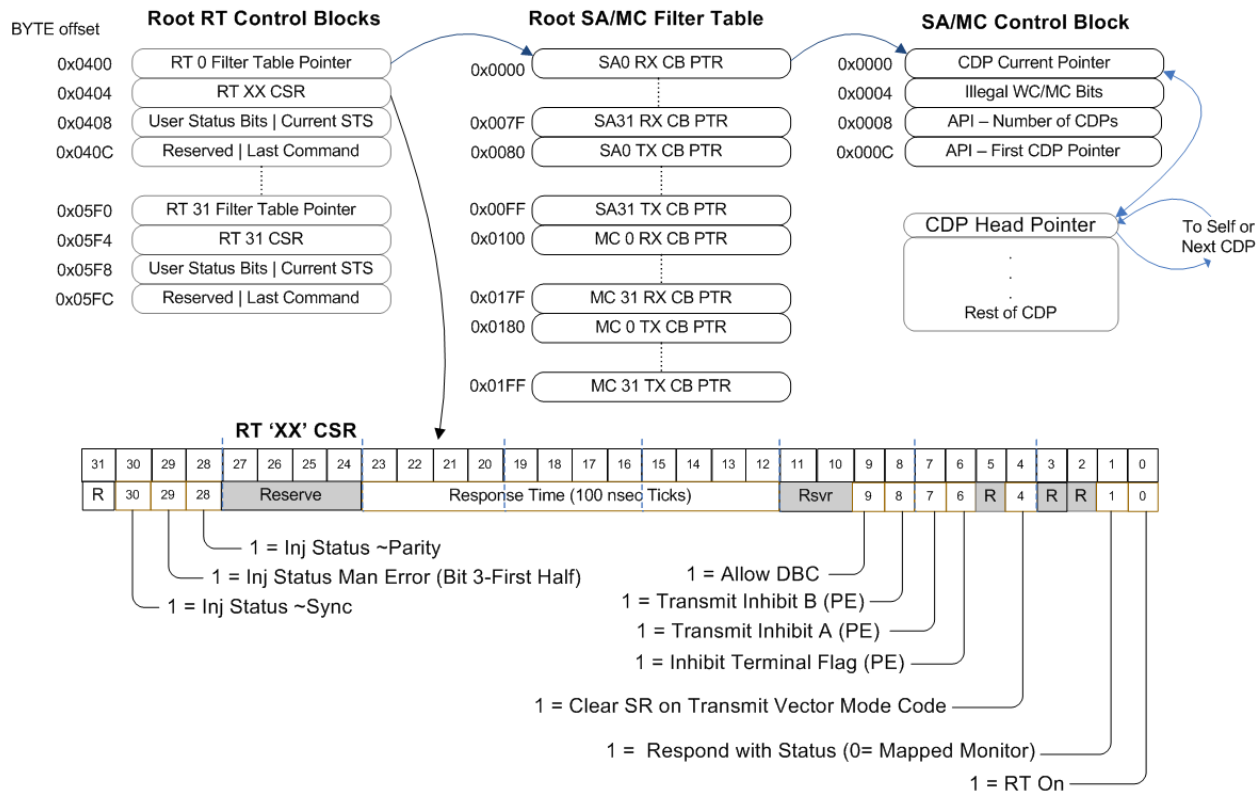 Root RT Control Blocks
BYTE offset
0x0400 RT 0 Filter Table Pointer
0x0404 RT XX CSR
0x0408 User Status Bits | Current STS
0x040C Reserved | Last Command
0x05F0 RT 31 Filter Table Pointer
0x05F4 RT 31 CSR
0x05F8 User Status Bits | Current STS
0x05FC Reserved | Last Command
Root SA/MC Filter Table
0x0000 SA0 RX CB PTR
0x007F SA31 RX CB PTR
0x0080 SA0 TX CB PTR
0x00FF SA31 TX CB PTR
0x0100 MC 0 RX CB PTR
0x017F MC 31 RX CB PTR
0x0180 MC 0 TX CB PTR
0x01FF MC 31 TX CB PTR
SA/MC Control Block
0x0000 CDP Current Pointer
0x0004 Illegal WC/MC Bits
0x0008 API – Number of CDPs
0x000C API – First CDP Pointer
CDP Head Pointer
.
.
.
Rest of CDP
To Self or
Next CDP
RT ‘XX’ CSR
31 30 29 28 27 26 25 24 23 22 21 20 19 18 17 16 15 14 13 12 11 10 9 8 7 6 5 4 3 2 1 0
R 30 29 28 Reserve Response Time (100 nsec Ticks) Rsvr 9 8 7 6 R 4 R R 1 0
1 = Inj Status ~Parity
1 = Inj Status Man Error (Bit 3-First Half)
1 = Inj Status ~Sync
1 = Allow DBC
1 = Transmit Inhibit B (PE)
1 = Transmit Inhibit A (PE)
1 = Inhibit Terminal Flag (PE)
1 = Clear SR on Transmit Vector Mode Code
1 = Respond with Status (0= Mapped Monitor)
1 = RT On